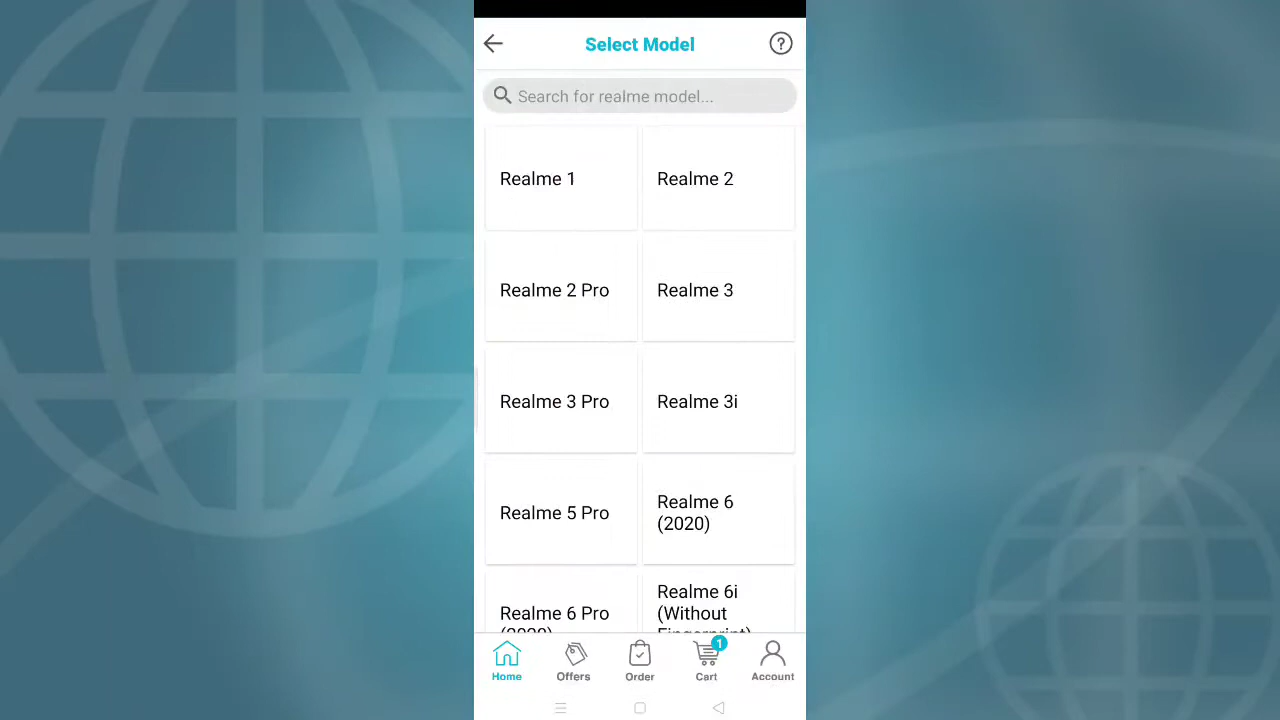 Select Model
?
Search for realme model...
Realme 1
Realme 2
Realme 2 Pro
Realme 3
Realme 3 Pro
Realme 3i
Realme 5 Pro
Realme 6
(2020)
Realme 6 Pro
(2020)
Realme 6i
(Without
Fingerprint)
1
Home
Offers
Order
Cart
Account